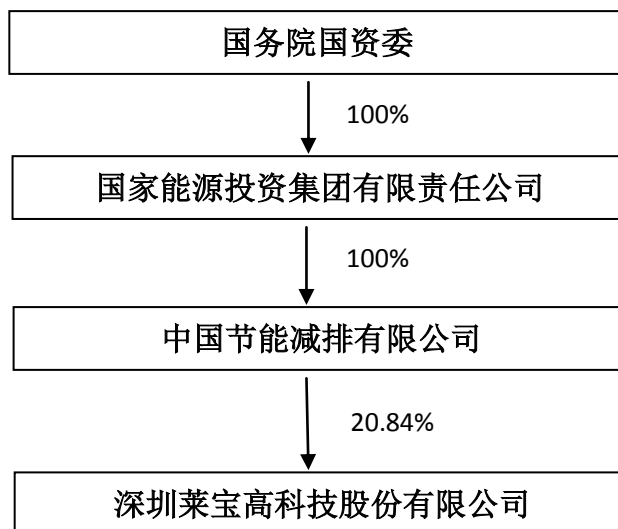 国务院国资委
100%
国家能源投资集团有限责任公司
100%
中国节能减排有限公司
20.84%
深圳莱宝高科技股份有限公司